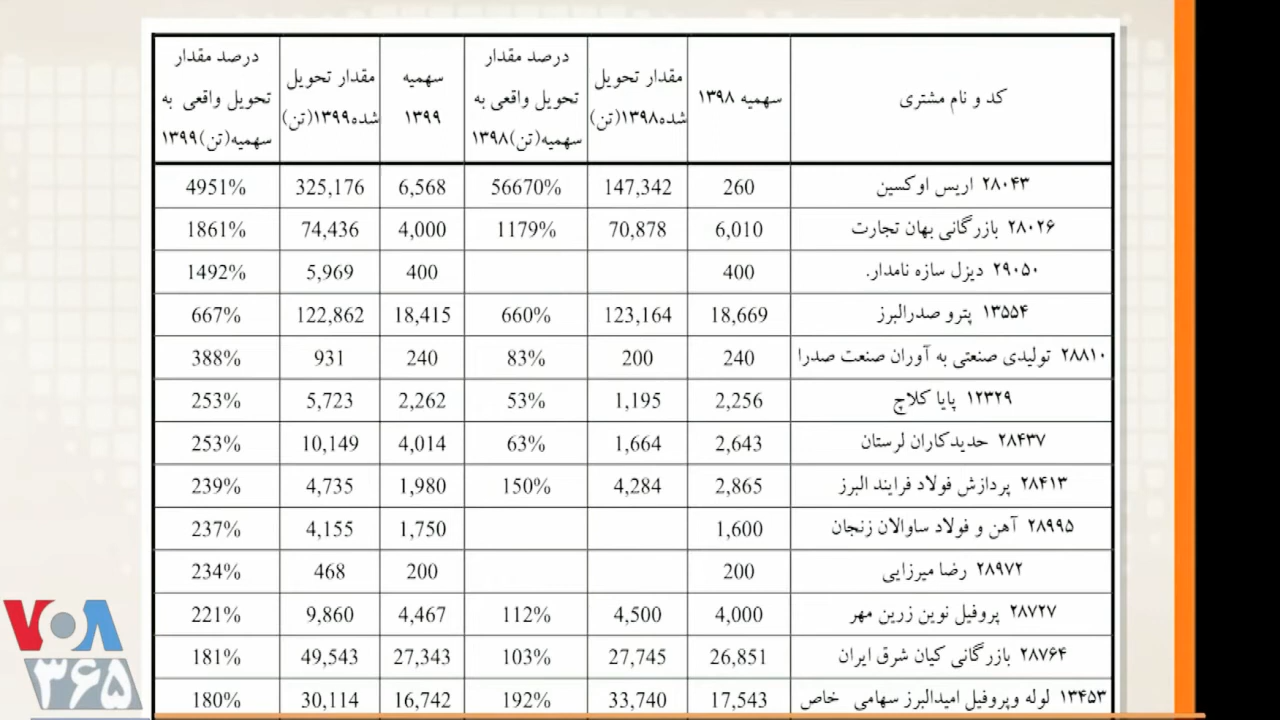 کد و نام مشتری سهمیه ۱۳۹۸ مقدار تحویل شده۱۳۹۸(تن) درصد مقدار تحویل واقعی به سهمیه(تن)۱۳۹۸ سهمیه ۱۳۹۹ مقدار تحویل شده۱۳۹۹(تن) درصد مقدار تحویل واقعی به سهمیه(تن)۱۳۹۹
۲۸۰۴۳ اریس اوکسین 260 147,342 56670% 6,568 325,176 4951%
۲۸۰۲۶ بازرگانی بهان تجارت 6,010 70,878 1179% 4,000 74,436 1861%
۲۹۰۵۰ دیزل سازه نامدار. 400 400 5,969 1492%
۱۳۵۵۴ پترو صدرالبرز 18,669 123,164 660% 18,415 122,862 667%
۲۸۸۱۰ تولیدی صنعتی به آوران صنعت صدرا 240 200 83% 240 931 388%
۱۲۳۲۹ پایا کلاچ 2,256 1,195 53% 2,262 5,723 253%
۲۸۴۳۷ حدیدکاران لرستان 2,643 1,664 63% 4,014 10,149 253%
۲۸۴۱۳ پردازش فولاد فرایند البرز 2,865 4,284 150% 1,980 4,735 239%
۲۸۹۹۵ آهن و فولاد ساوالان زنجان 1,600 1,750 4,155 237%
۲۸۹۷۲ رضا میرزایی 200 200 468 234%
۲۸۷۲۷ پروفیل نوین زرین مهر 4,000 4,500 112% 4,467 9,860 221%
۲۸۷۶۴ بازرگانی کیان شرق ایران 26,851 27,745 103% 27,343 49,543 181%
۱۳۴۵۳ لوله وپروفیل امیدالبرز سهامی خاص 17,543 33,740 192% 16,742 30,114 180%
VOA
۳۶۵